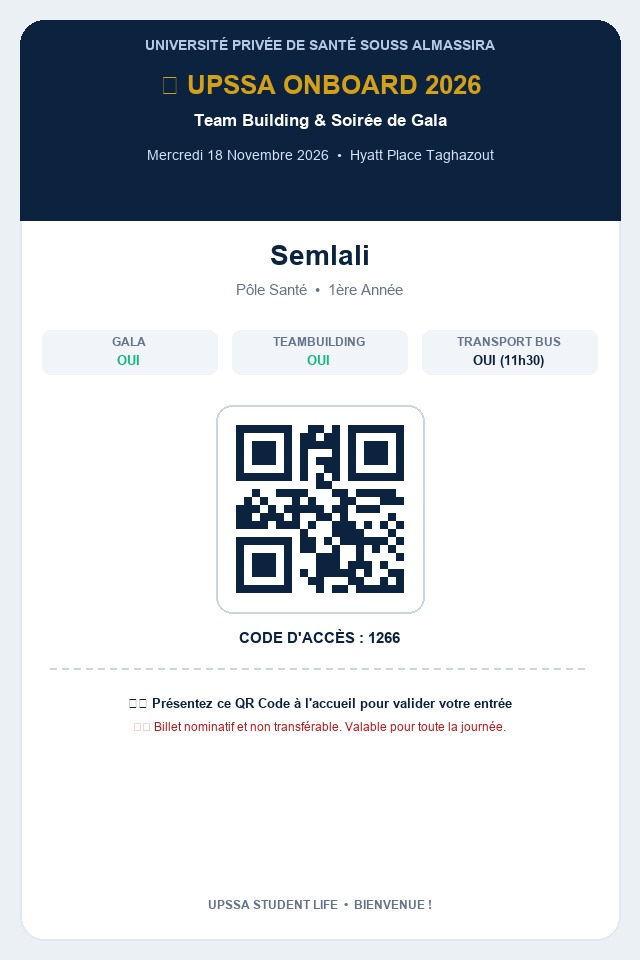 UNIVERSITÉ PRIVÉE DE SANTÉ SOUSS ALMASSIRA
UPSSA ONBOARD 2026
Team Building & Soirée de Gala
Mercredi 18 Novembre 2026 • Hyatt Place Taghazout
Semlali
Pôle Santé • 1ère Année
GALA
OUI
TEAMBUILDING
OUI
TRANSPORT BUS
OUI (11h30)
CODE D'ACCÈS : 1266
Présentez ce QR Code à l'accueil pour valider votre entrée
Billet nominatif et non transférable. Valable pour toute la journée.
UPSSA STUDENT LIFE • BIENVENUE !